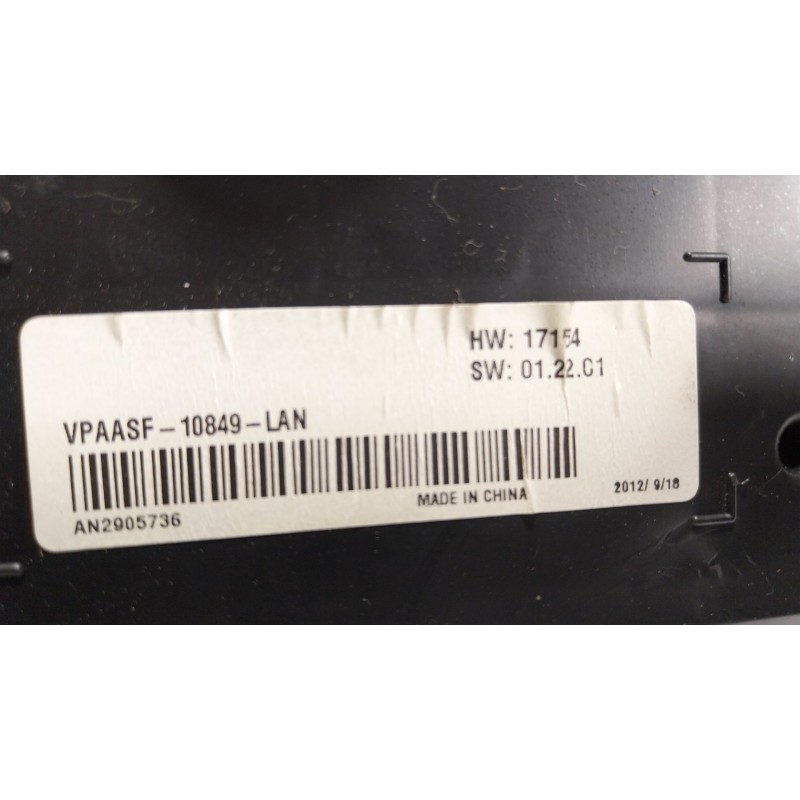 HW: 17154
SW: 01.22.01
VPAASF-10849-LAN
AN2905736
MADE IN CHINA
2012/ 9/18